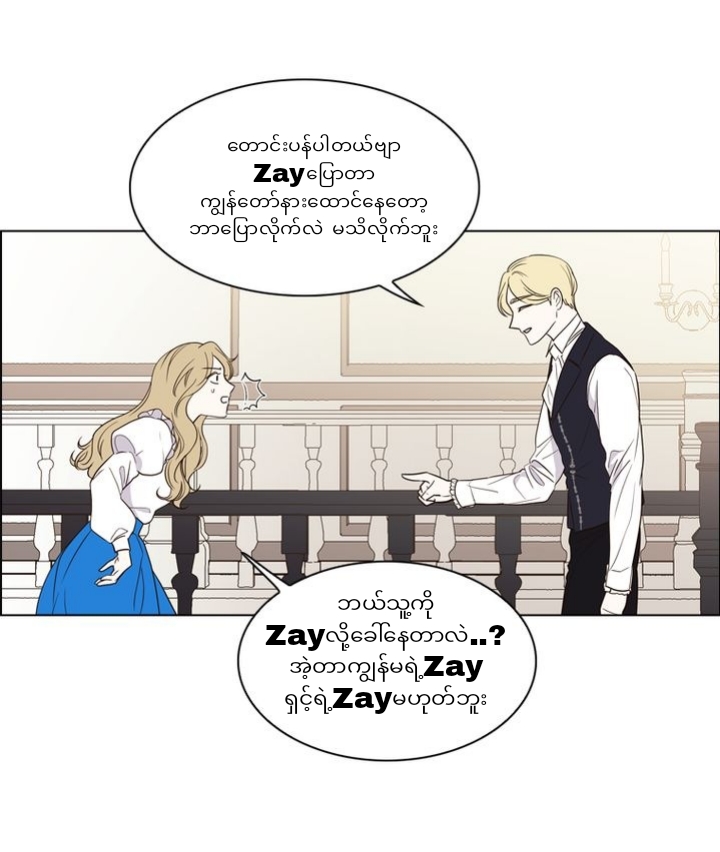 တောင်းပန်ပါတယ်ဗျာ
Zayပြောတာ
ကျွန်တော်နားထောင်နေတော့
ဘာပြောလိုက်လဲ မသိလိုက်ဘူး
ဘယ်သူ့ကို
Zayလို့ခေါ်နေတာလဲ..?
အဲ့တာကျွန်မရဲ့Zay
ရှင့်ရဲ့Zayမဟုတ်ဘူး